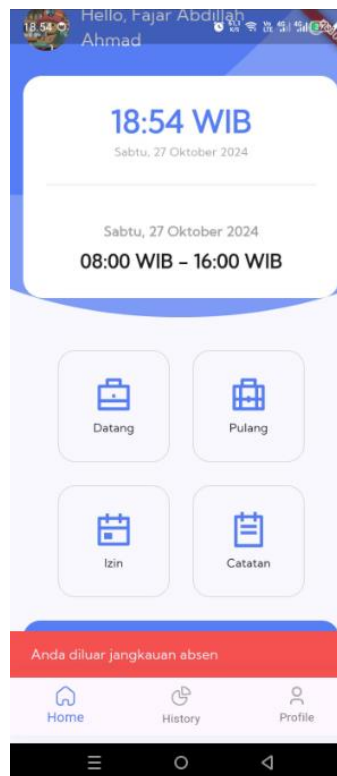 Hello, Fajar Abdillah
18.54
Ahmad
18:54 WIB
Sabtu, 27 Oktober 2024
Sabtu, 27 Oktober 2024
08:00 WIB – 16:00 WIB
Datang
Pulang
Izin
Catatan
Anda diluar jangkauan absen
Home
History
Profile